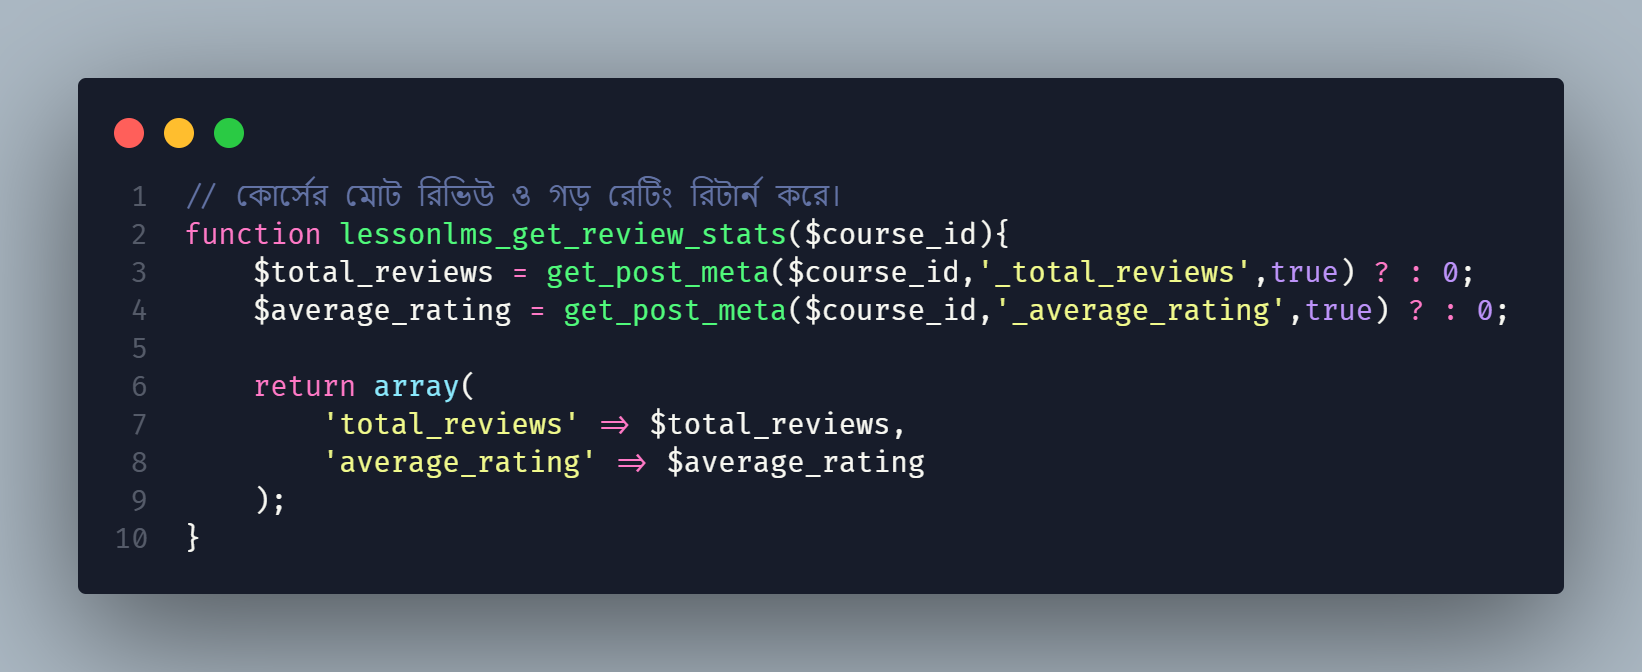 1 // কোর্সের মোট রিভিউ ও গড় রেটিং রিটার্ন করে।
2 function lessonlms_get_review_stats($course_id){
3     $total_reviews = get_post_meta($course_id,'_total_reviews',true) ? : 0;
4     $average_rating = get_post_meta($course_id,'_average_rating',true) ? : 0;
5
6     return array(
7         'total_reviews' => $total_reviews,
8         'average_rating' => $average_rating
9     );
10 }